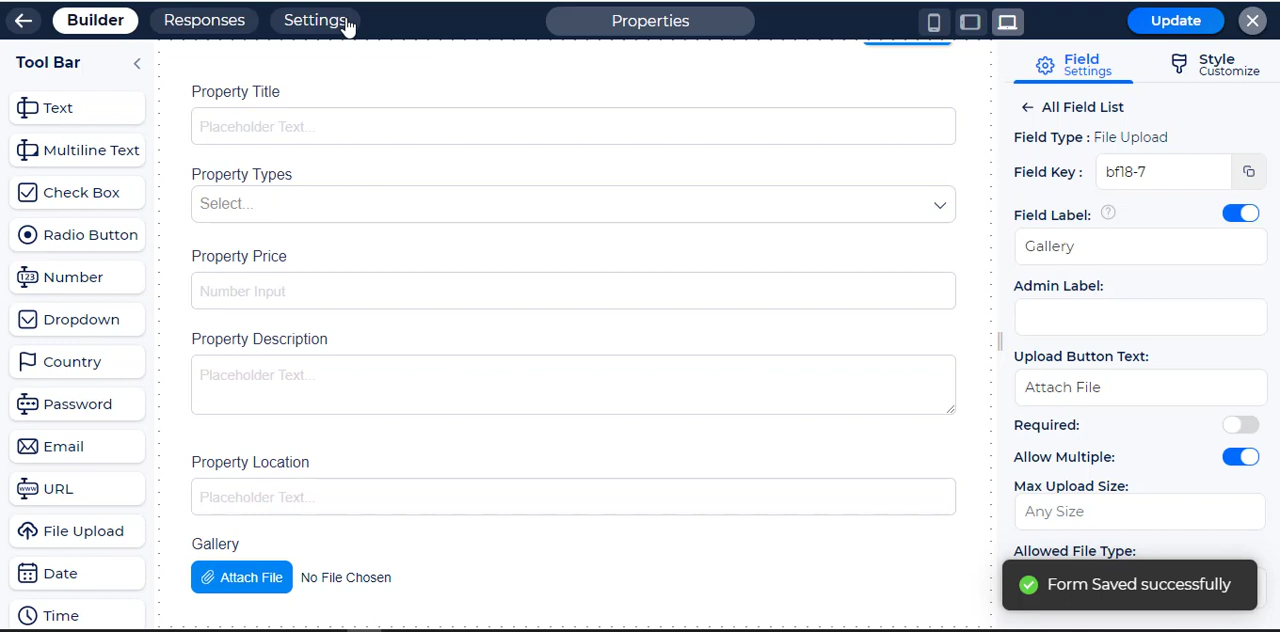 Builder
Responses
Settings
Properties
Update
Tool Bar
Text
Multiline Text
Check Box
Radio Button
Number
Dropdown
Country
Password
Email
URL
File Upload
Date
Time
Property Title
Placeholder Text...
Property Types
Select...
Property Price
Number Input
Property Description
Placeholder Text...
Property Location
Placeholder Text...
Gallery
Attach File No File Chosen
Field
Settings
Style
Customize
All Field List
Field Type : File Upload
Field Key : bf18-7
Field Label:
Gallery
Admin Label:
Upload Button Text:
Attach File
Required:
Allow Multiple:
Max Upload Size:
Any Size
Allowed File Type:
Form Saved successfully